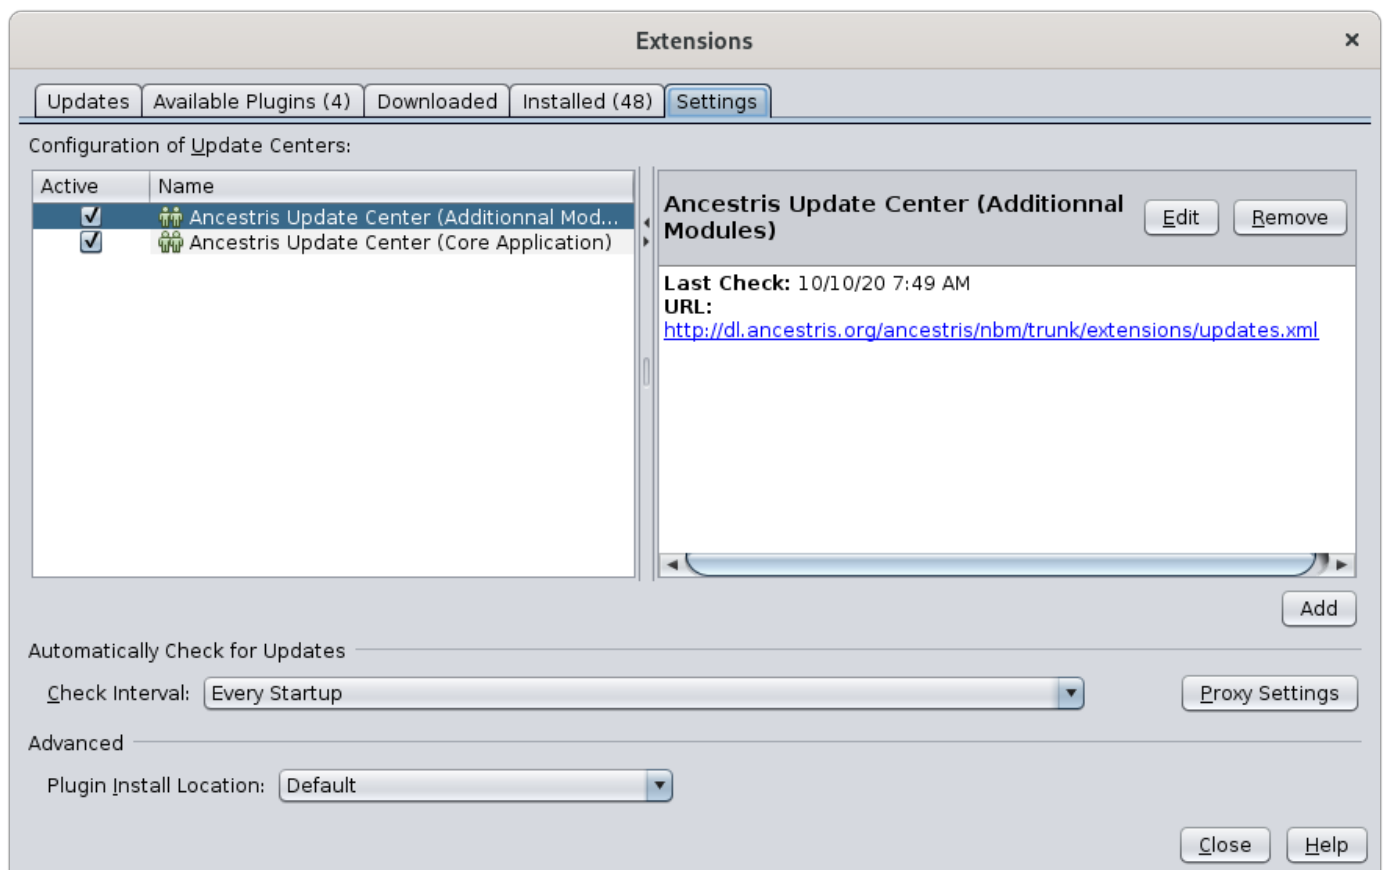 Extensions
Updates
Available Plugins (4)
Downloaded
Installed (48)
Settings
Configuration of Update Centers:
Active
Name
Ancestris Update Center (Additionnal Mod...
Ancestris Update Center (Core Application)
Ancestris Update Center (Additionnal
Modules)
Edit
Remove
Last Check: 10/10/20 7:49 AM
URL:
http://dl.ancestris.org/ancestris/nbm/trunk/extensions/updates.xml
Add
Automatically Check for Updates
Check Interval:
Every Startup
Proxy Settings
Advanced
Plugin Install Location:
Default
Close
Help